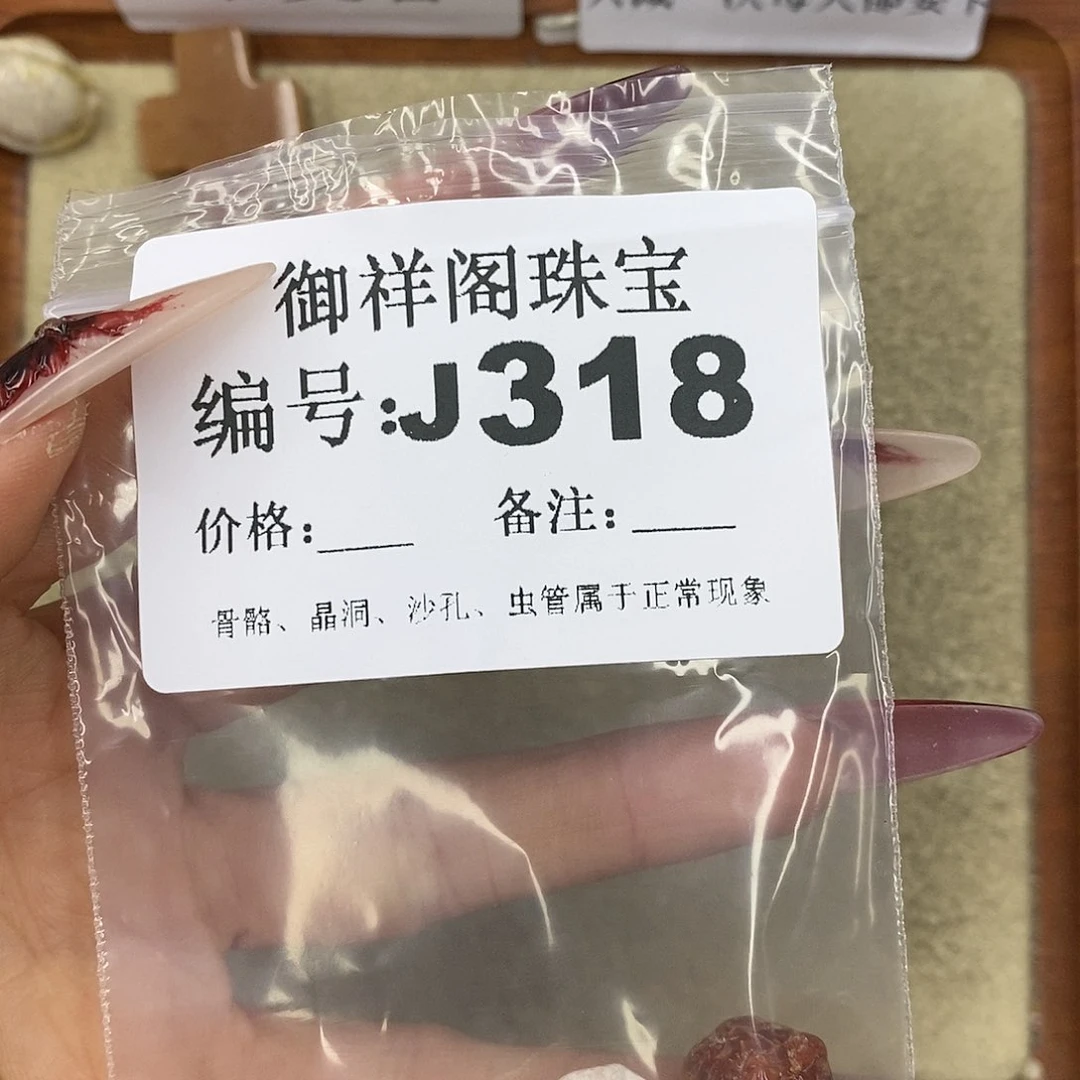 御祥阁珠宝
编号:J318
价格:____ 备注:____
骨骼、晶洞、沙孔、虫管属于正常现象